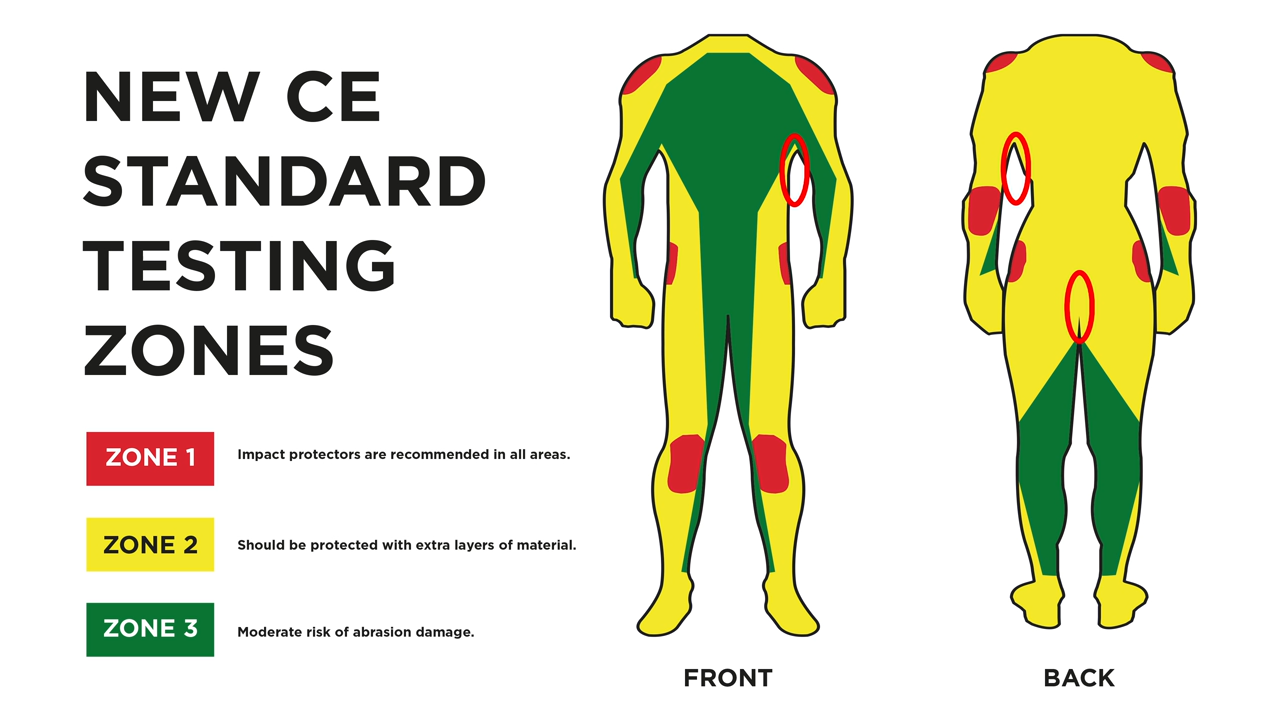 NEW CE
STANDARD
TESTING
ZONES
ZONE 1
Impact protectors are recommended in all areas.
ZONE 2
Should be protected with extra layers of material.
ZONE 3
Moderate risk of abrasion damage.
FRONT
BACK